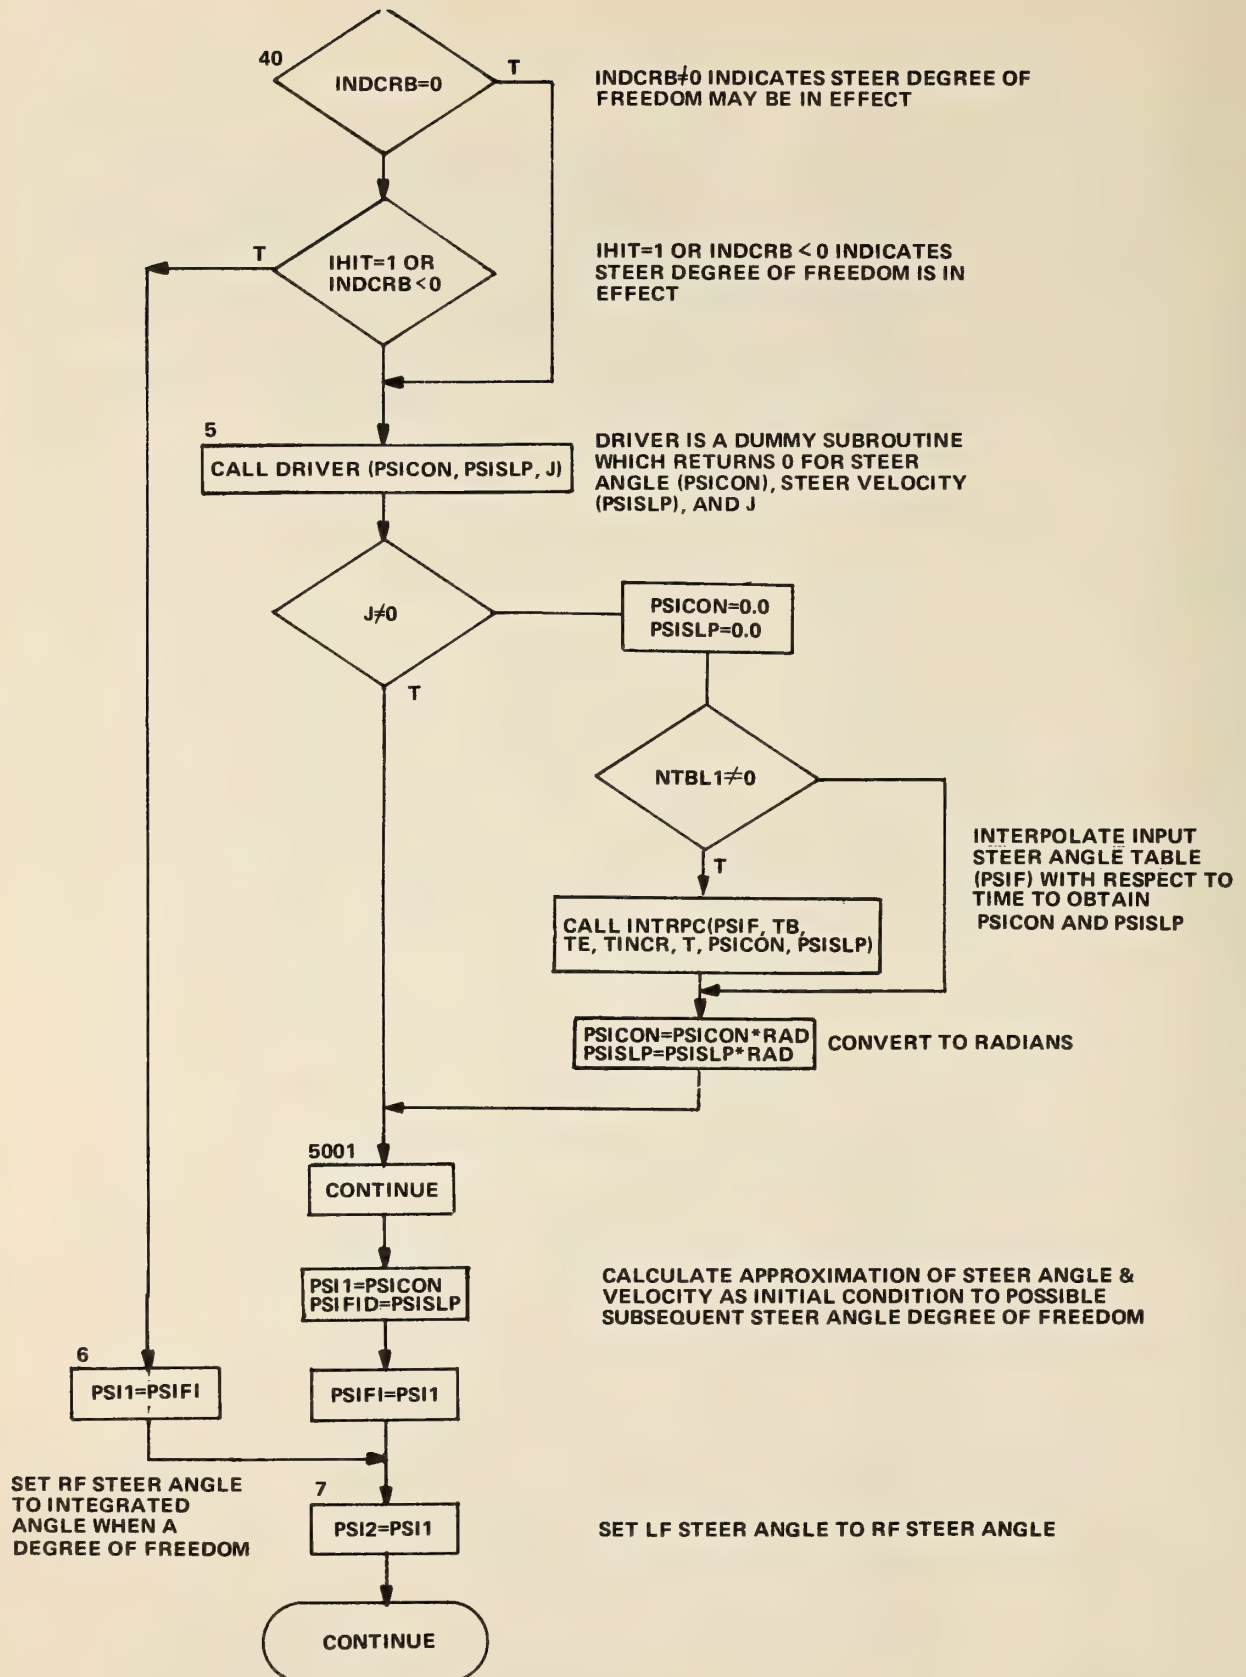 40
INDCRB=0
T
INDCRB≠0 INDICATES STEER DEGREE OF
FREEDOM MAY BE IN EFFECT
T
IHIT=1 OR
INDCRB<0
IHIT=1 OR INDCRB < 0 INDICATES
STEER DEGREE OF FREEDOM IS IN
EFFECT
5
CALL DRIVER (PSICON, PSISLP, J)
DRIVER IS A DUMMY SUBROUTINE
WHICH RETURNS 0 FOR STEER
ANGLE (PSICON), STEER VELOCITY
(PSISLP), AND J
J≠0
T
PSICON=0.0
PSISLP=0.0
NTBL1≠0
T
INTERPOLATE INPUT
STEER ANGLE TABLE
(PSIF) WITH RESPECT TO
TIME TO OBTAIN
PSICON AND PSISLP
CALL INTRPC(PSIF, TB,
TE, TINCR, T, PSICON, PSISLP)
PSICON=PSICON*RAD
PSISLP=PSISLP*RAD
CONVERT TO RADIANS
5001
CONTINUE
PSI1=PSICON
PSIFID=PSISLP
CALCULATE APPROXIMATION OF STEER ANGLE &
VELOCITY AS INITIAL CONDITION TO POSSIBLE
SUBSEQUENT STEER ANGLE DEGREE OF FREEDOM
6
PSI1=PSIFI
PSIFI=PSI1
SET RF STEER ANGLE
TO INTEGRATED
ANGLE WHEN A
DEGREE OF FREEDOM
7
PSI2=PSI1
SET LF STEER ANGLE TO RF STEER ANGLE
CONTINUE